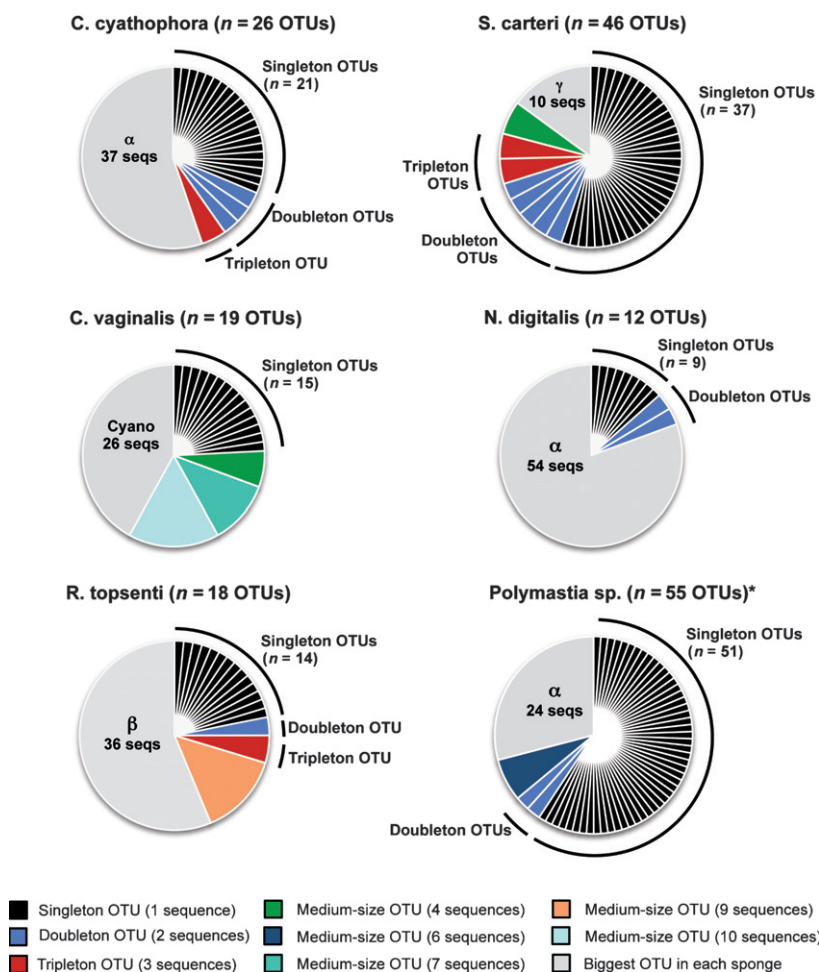 C. cyathophora (n = 26 OTUs)
Singleton OTUs
(n = 21)
α
37 seqs
Doubleton OTUs
Tripleton OTU
S. carteri (n = 46 OTUs)
γ
10 seqs
Singleton OTUs
(n = 37)
Tripleton
OTUs
Doubleton
OTUs
C. vaginalis (n = 19 OTUs)
Singleton OTUs
(n = 15)
Cyano
26 seqs
N. digitalis (n = 12 OTUs)
Singleton OTUs
(n = 9)
Doubleton OTUs
α
54 seqs
R. topsenti (n = 18 OTUs)
Singleton OTUs
(n = 14)
β
36 seqs
Doubleton OTU
Tripleton OTU
Polymastia sp. (n = 55 OTUs)*
Singleton OTUs
(n = 51)
α
24 seqs
Doubleton OTUs
Singleton OTU (1 sequence)
Doubleton OTU (2 sequences)
Tripleton OTU (3 sequences)
Medium-size OTU (4 sequences)
Medium-size OTU (6 sequences)
Medium-size OTU (7 sequences)
Medium-size OTU (9 sequences)
Medium-size OTU (10 sequences)
Biggest OTU in each sponge